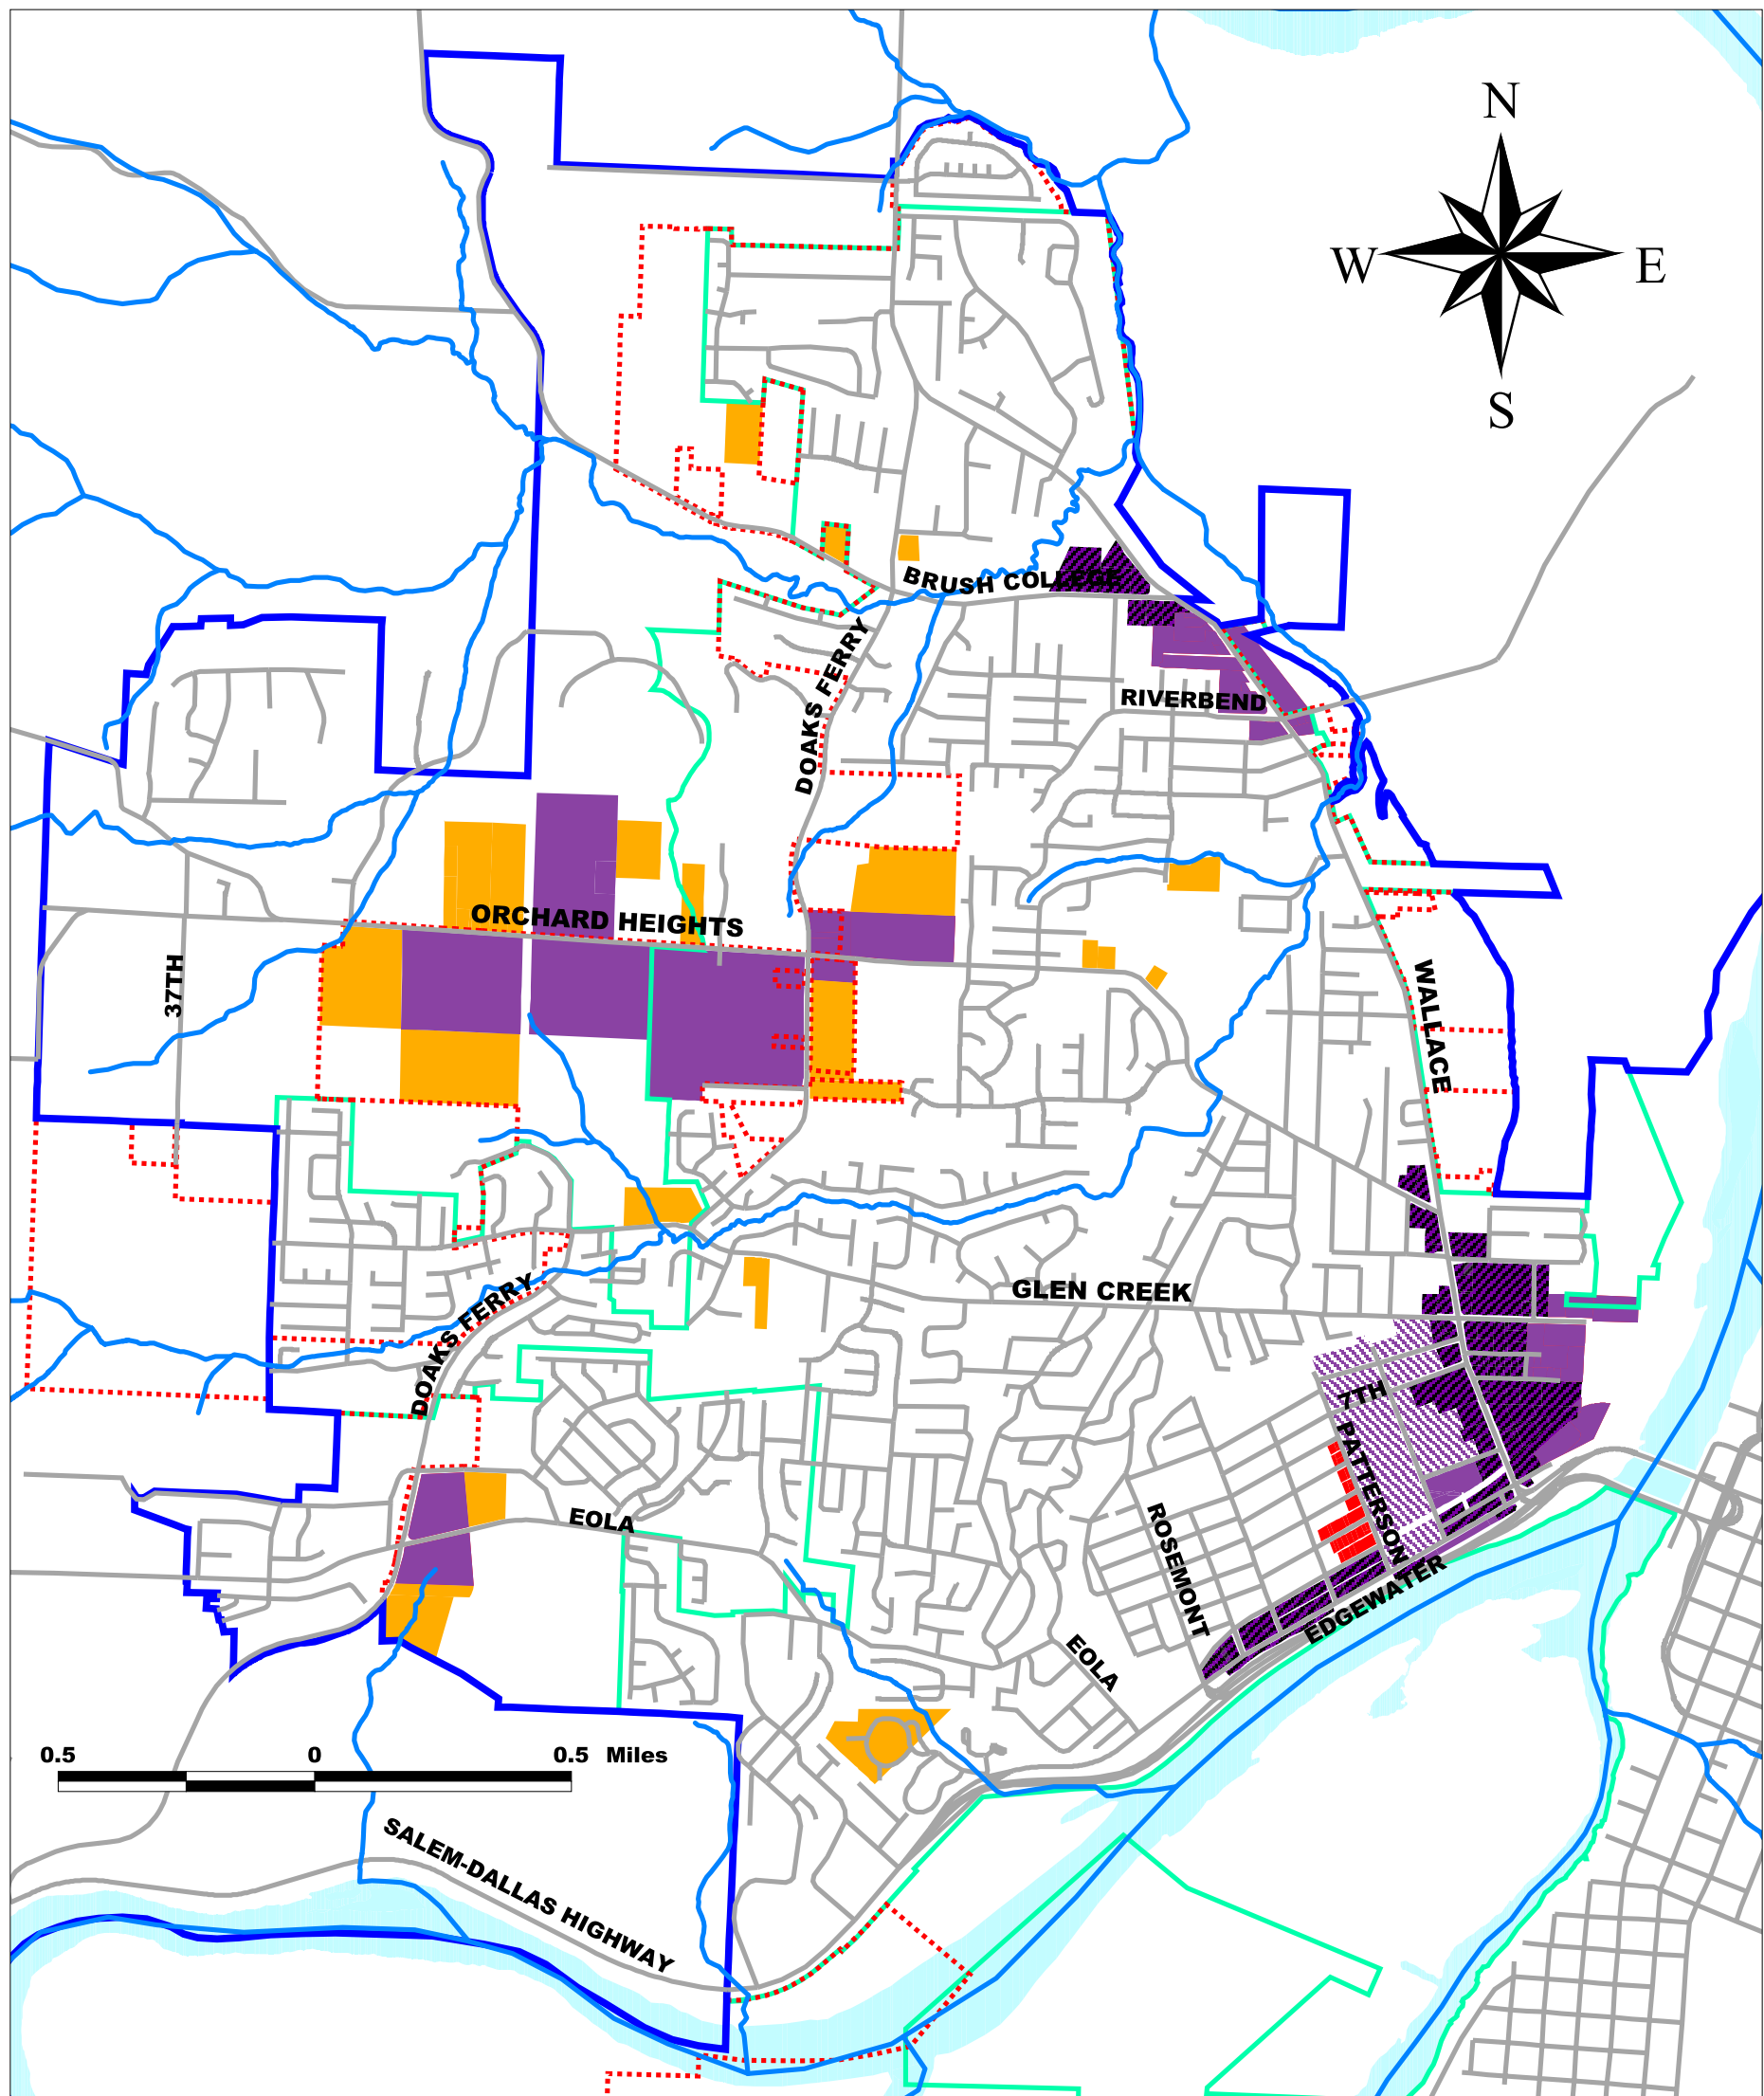 N
W E
S
BRUSH COLLEGE
DOAKS FERRY
RIVERBEND
ORCHARD HEIGHTS
37TH
WALLACE
GLEN CREEK
DOAKS FERRY
7TH
PATTERSON
EOLA
ROSEMONT
EDGEWATER
EOLA
0.5 0 0.5 Miles
SALEM-DALLAS HIGHWAY